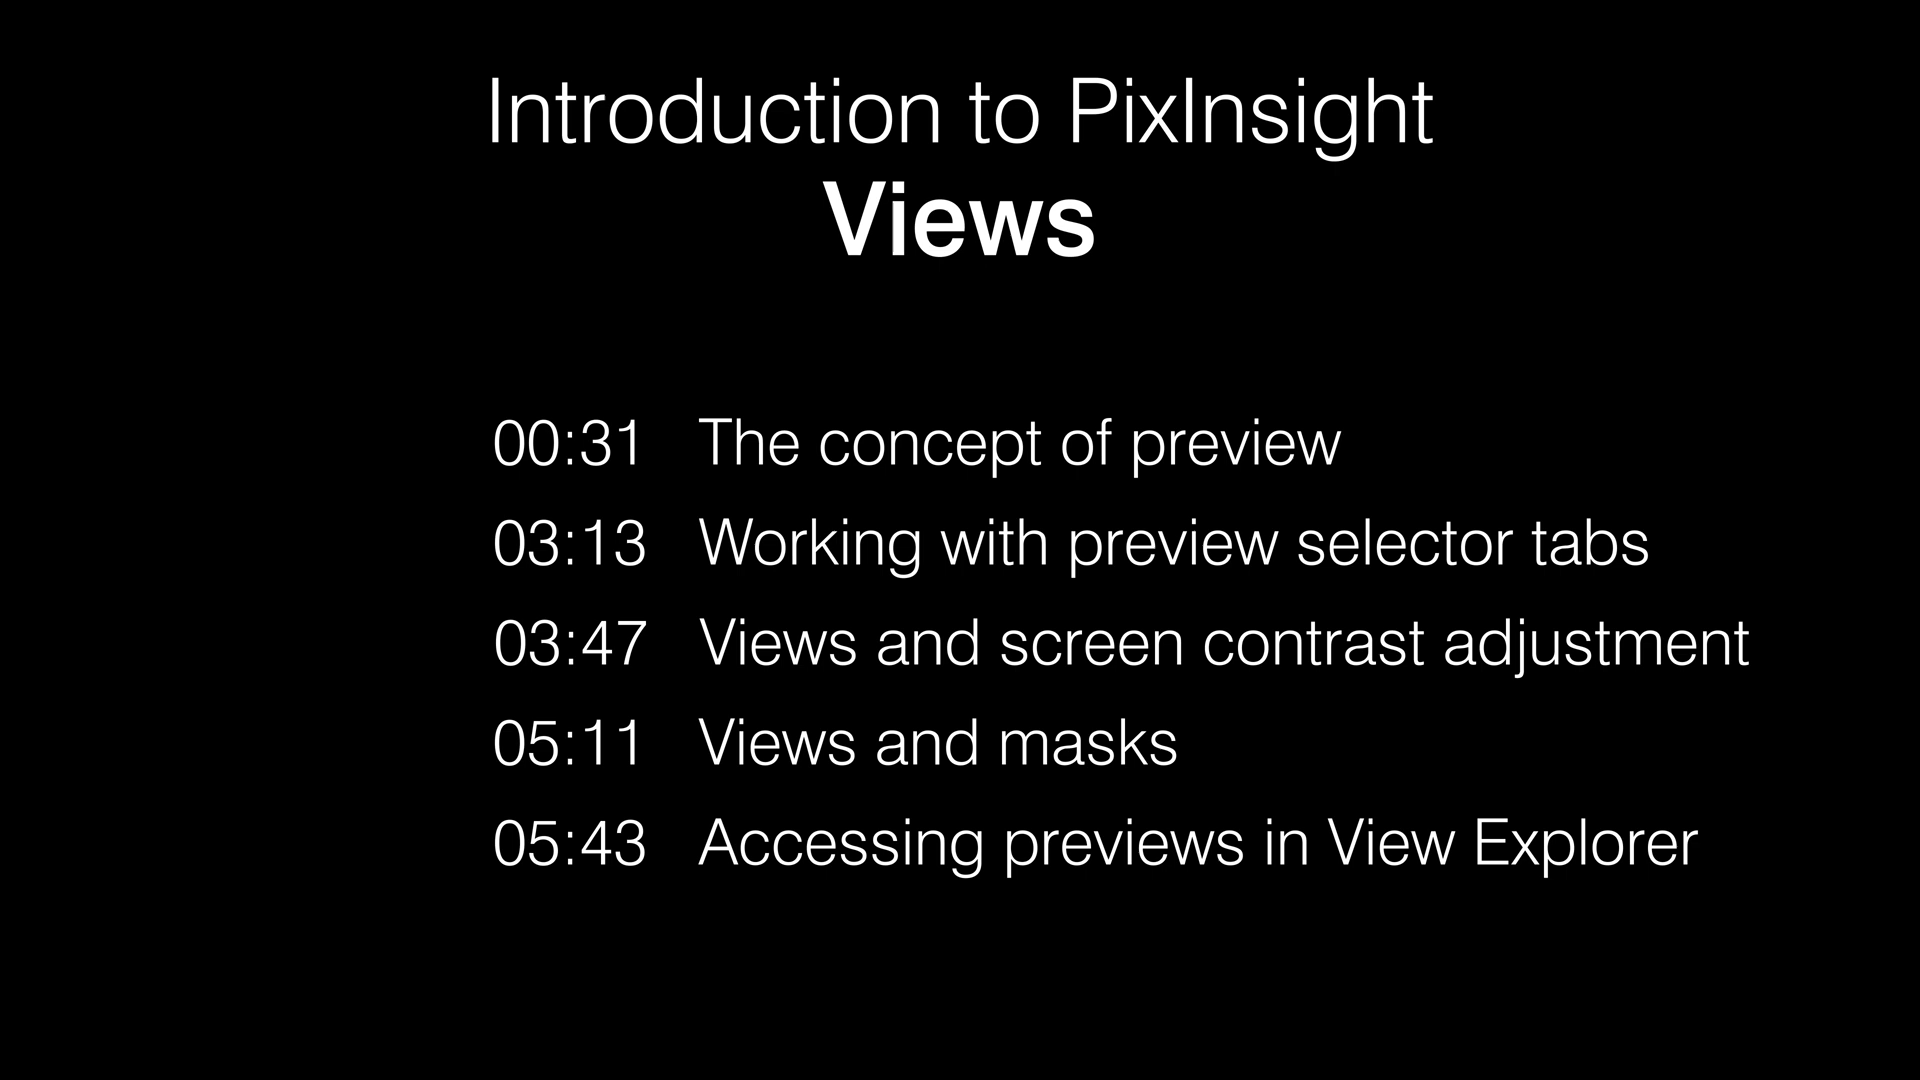 Introduction to PixInsight
Views
00:31 The concept of preview
03:13 Working with preview selector tabs
03:47 Views and screen contrast adjustment
05:11 Views and masks
05:43 Accessing previews in View Explorer